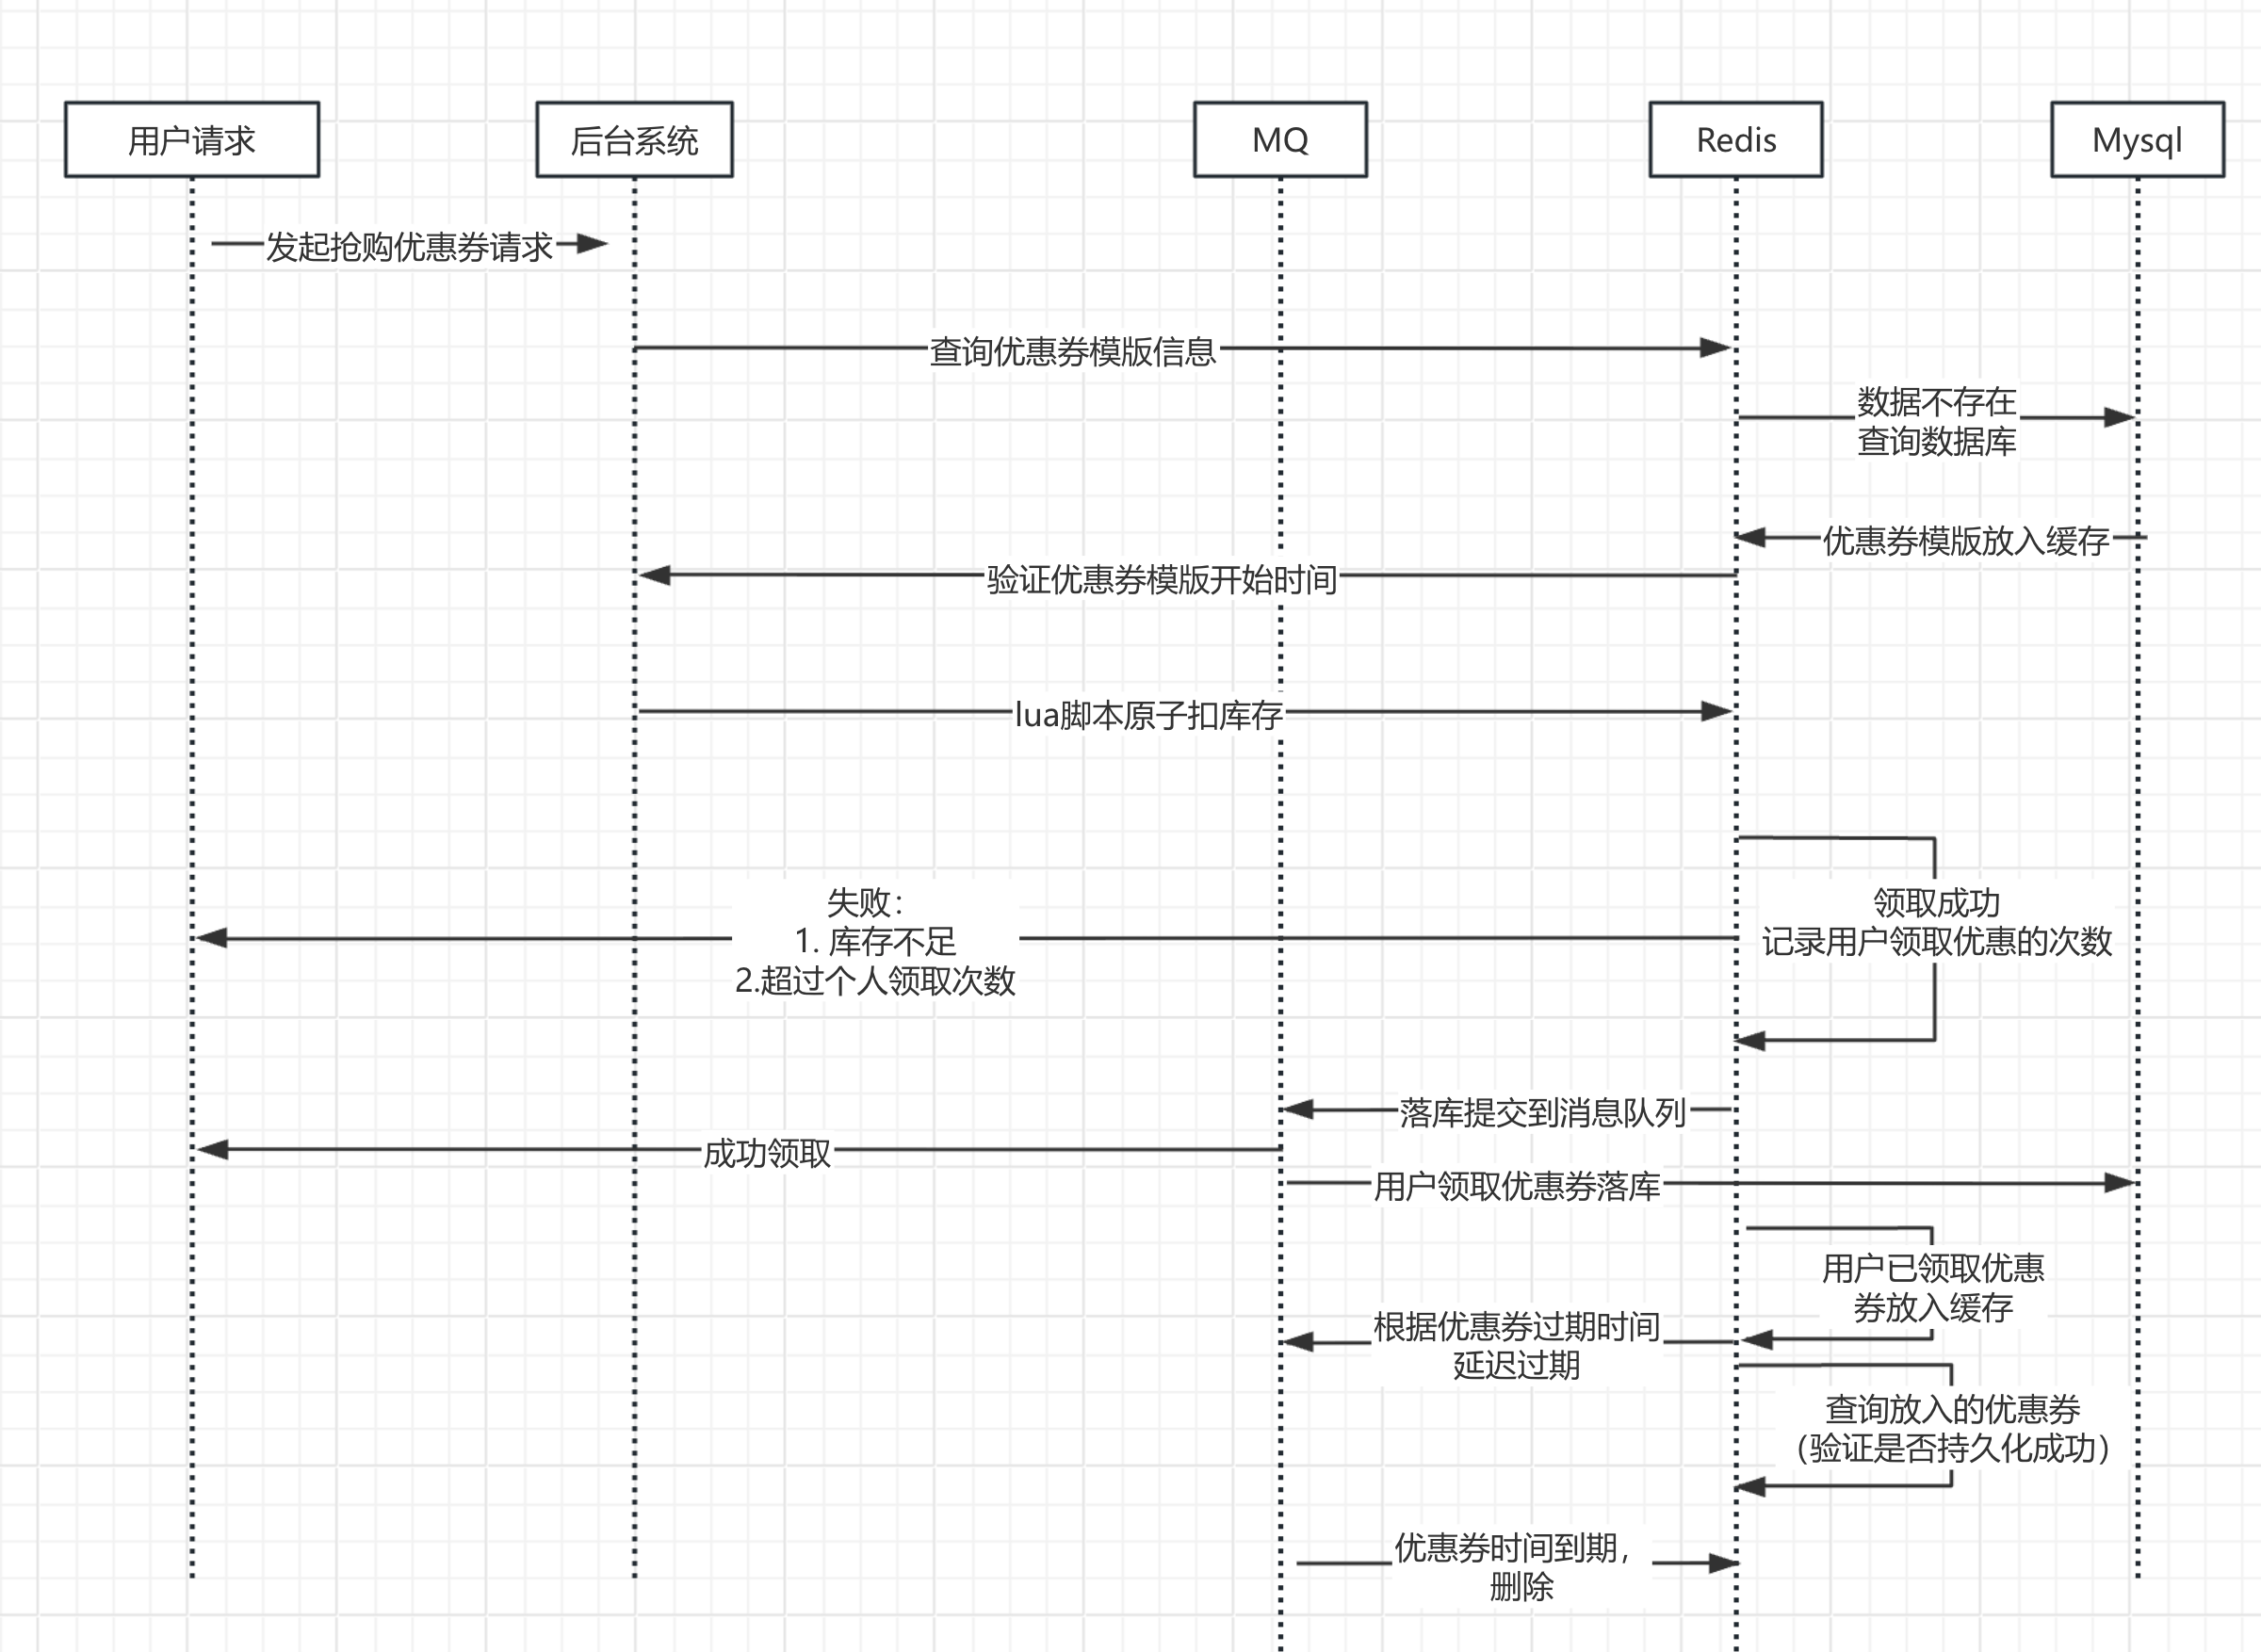 用户请求
后台系统
MQ
Redis
Mysql
发起抢购优惠券请求
查询优惠券模版信息
数据不存在
查询数据库
优惠券模版放入缓存
验证优惠券模版开始时间
lua脚本原子扣库存
失败：
1. 库存不足
2.超过个人领取次数
领取成功
记录用户领取优惠的次数
落库提交到消息队列
成功领取
用户领取优惠券落库
用户已领取优惠
券放入缓存
根据优惠券过期时间
延迟过期
查询放入的优惠券
（验证是否持久化成功）
优惠券时间到期，
删除